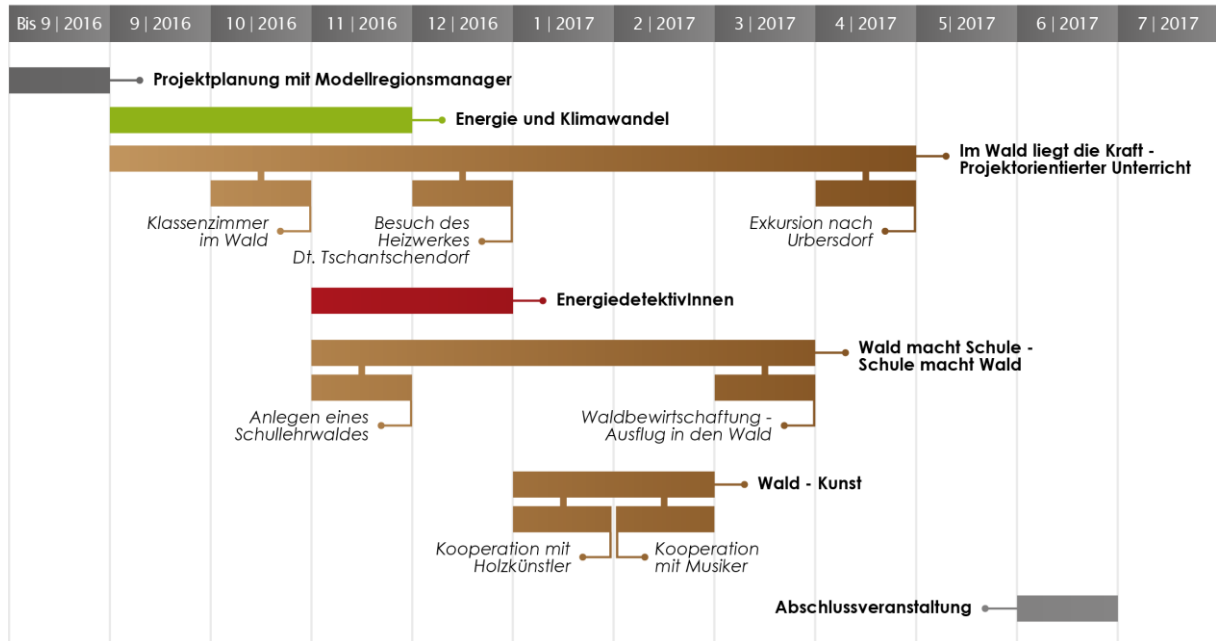 Bis 9 | 2016
9 | 2016
10 | 2016
11 | 2016
12 | 2016
1 | 2017
2 | 2017
3 | 2017
4 | 2017
5| 2017
6 | 2017
7 | 2017
Projektplanung mit Modellregionsmanager
Energie und Klimawandel
Im Wald liegt die Kraft -
Projektorientierter Unterricht
Klassenzimmer
im Wald
Besuch des
Heizwerkes
Dt. Tschantschendorf
Exkursion nach
Urbersdorf
EnergiedetektivInnen
Wald macht Schule -
Schule macht Wald
Anlegen eines
Schullehrwaldes
Waldbewirtschaftung -
Ausflug in den Wald
Wald - Kunst
Kooperation mit
Holzkünstler
Kooperation
mit Musiker
Abschlussveranstaltung